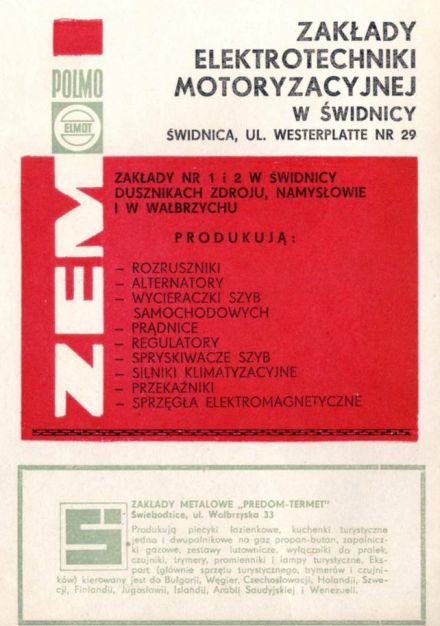 ZAKŁADY
ELEKTROTECHNIKI
MOTORYZACYJNEJ
W ŚWIDNICY
ŚWIDNICA, UL. WESTERPLATTE NR 29
POLMO
ELMOT
ZEM
ZAKŁADY NR 1 i 2 W ŚWIDNICY
DUSZNIKACH ZDROJU, NAMYSŁOWIE
I W WAŁBRZYCHU
PRODUKUJĄ:
– ROZRUSZNIKI
– ALTERNATORY
– WYCIERACZKI SZYB
SAMOCHODOWYCH
– PRĄDNICE
– REGULATORY
– SPRYSKIWACZE SZYB
– SILNIKI KLIMATYZACYJNE
– PRZEKAŹNIKI
– SPRZĘGŁA ELEKTROMAGNETYCZNE
ZAKŁADY METALOWE „PREDOM-TERMET"
Świebodzice, ul. Wałbrzyska 33
Produkują piecyki łazienkowe, kuchenki turystyczne
jedno i dwupalnikowe na gaz propan-butan, zapalnicz-
ki gazowe, zestawy lutownicze, wyłączniki do pralek,
czujniki, trymery, promienniki i lampy turystyczne. Eks-
port (głównie sprzętu turystycznego, trymerów i czujni-
ków) kierowany jest do Bułgarii, Węgier, Czechosłowacji, Holandii, Szwe-
cji, Finlandii, Jugosławii, Islandii, Arabii Saudyjskiej i Wenezueli.